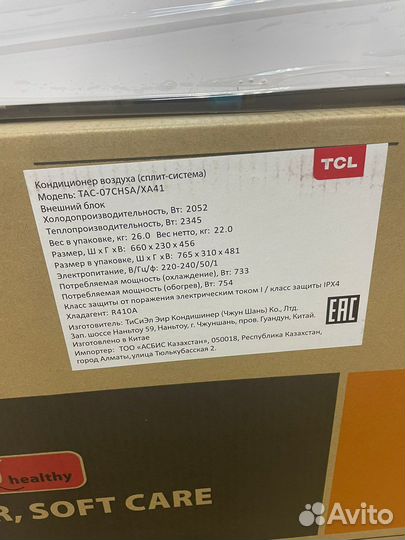 TCL
Кондиционер воздуха (сплит-система)
Модель: TAC-07CHSA/XA41
Внешний блок
Холодопроизводительность, Вт: 2052
Теплопроизводительность, Вт: 2345
Вес в упаковке, кг: 26.0 Вес нетто, кг: 22.0
Размер, Ш х Г х В: 660 x 230 x 456
Размер в упаковке, Ш х Г х В: 765 x 310 x 481
Электропитание, В/Гц/ф: 220-240/50/1
Потребляемая мощность (охлаждение), Вт: 733
Потребляемая мощность (обогрев), Вт: 754
Класс защиты от поражения электрическим током I / класс защиты IPX4
Хладагент: R410A
Изготовитель: ТиСиЭл Эир Кондишинер (Чжун Шань) Ко., Лтд.
Зап. шоссе Наньтоу 59, Наньтоу, г. Чжуншань, пров. Гуандун, Китай.
Изготовлено в Китае
Импортер: ТОО «АСБИС Казахстан», 050018, Республика Казахстан,
город Алматы,улица Тюлькубасская 2.
EAC
healthy
R, SOFT CARE
Avito